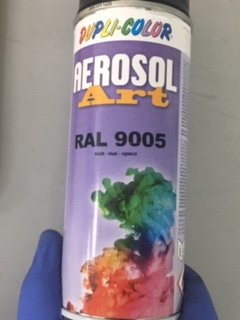 DUPLI-COLOR
AEROSOL
Art
RAL 9005
matt - mat - opaco